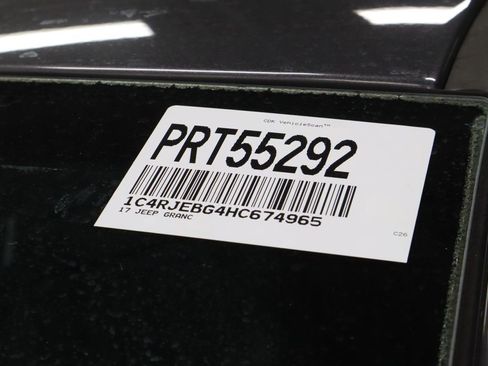 CDK VehicleScan™
PRT55292
1C4RJEBG4HC674965
17 JEEP GRANC
C26